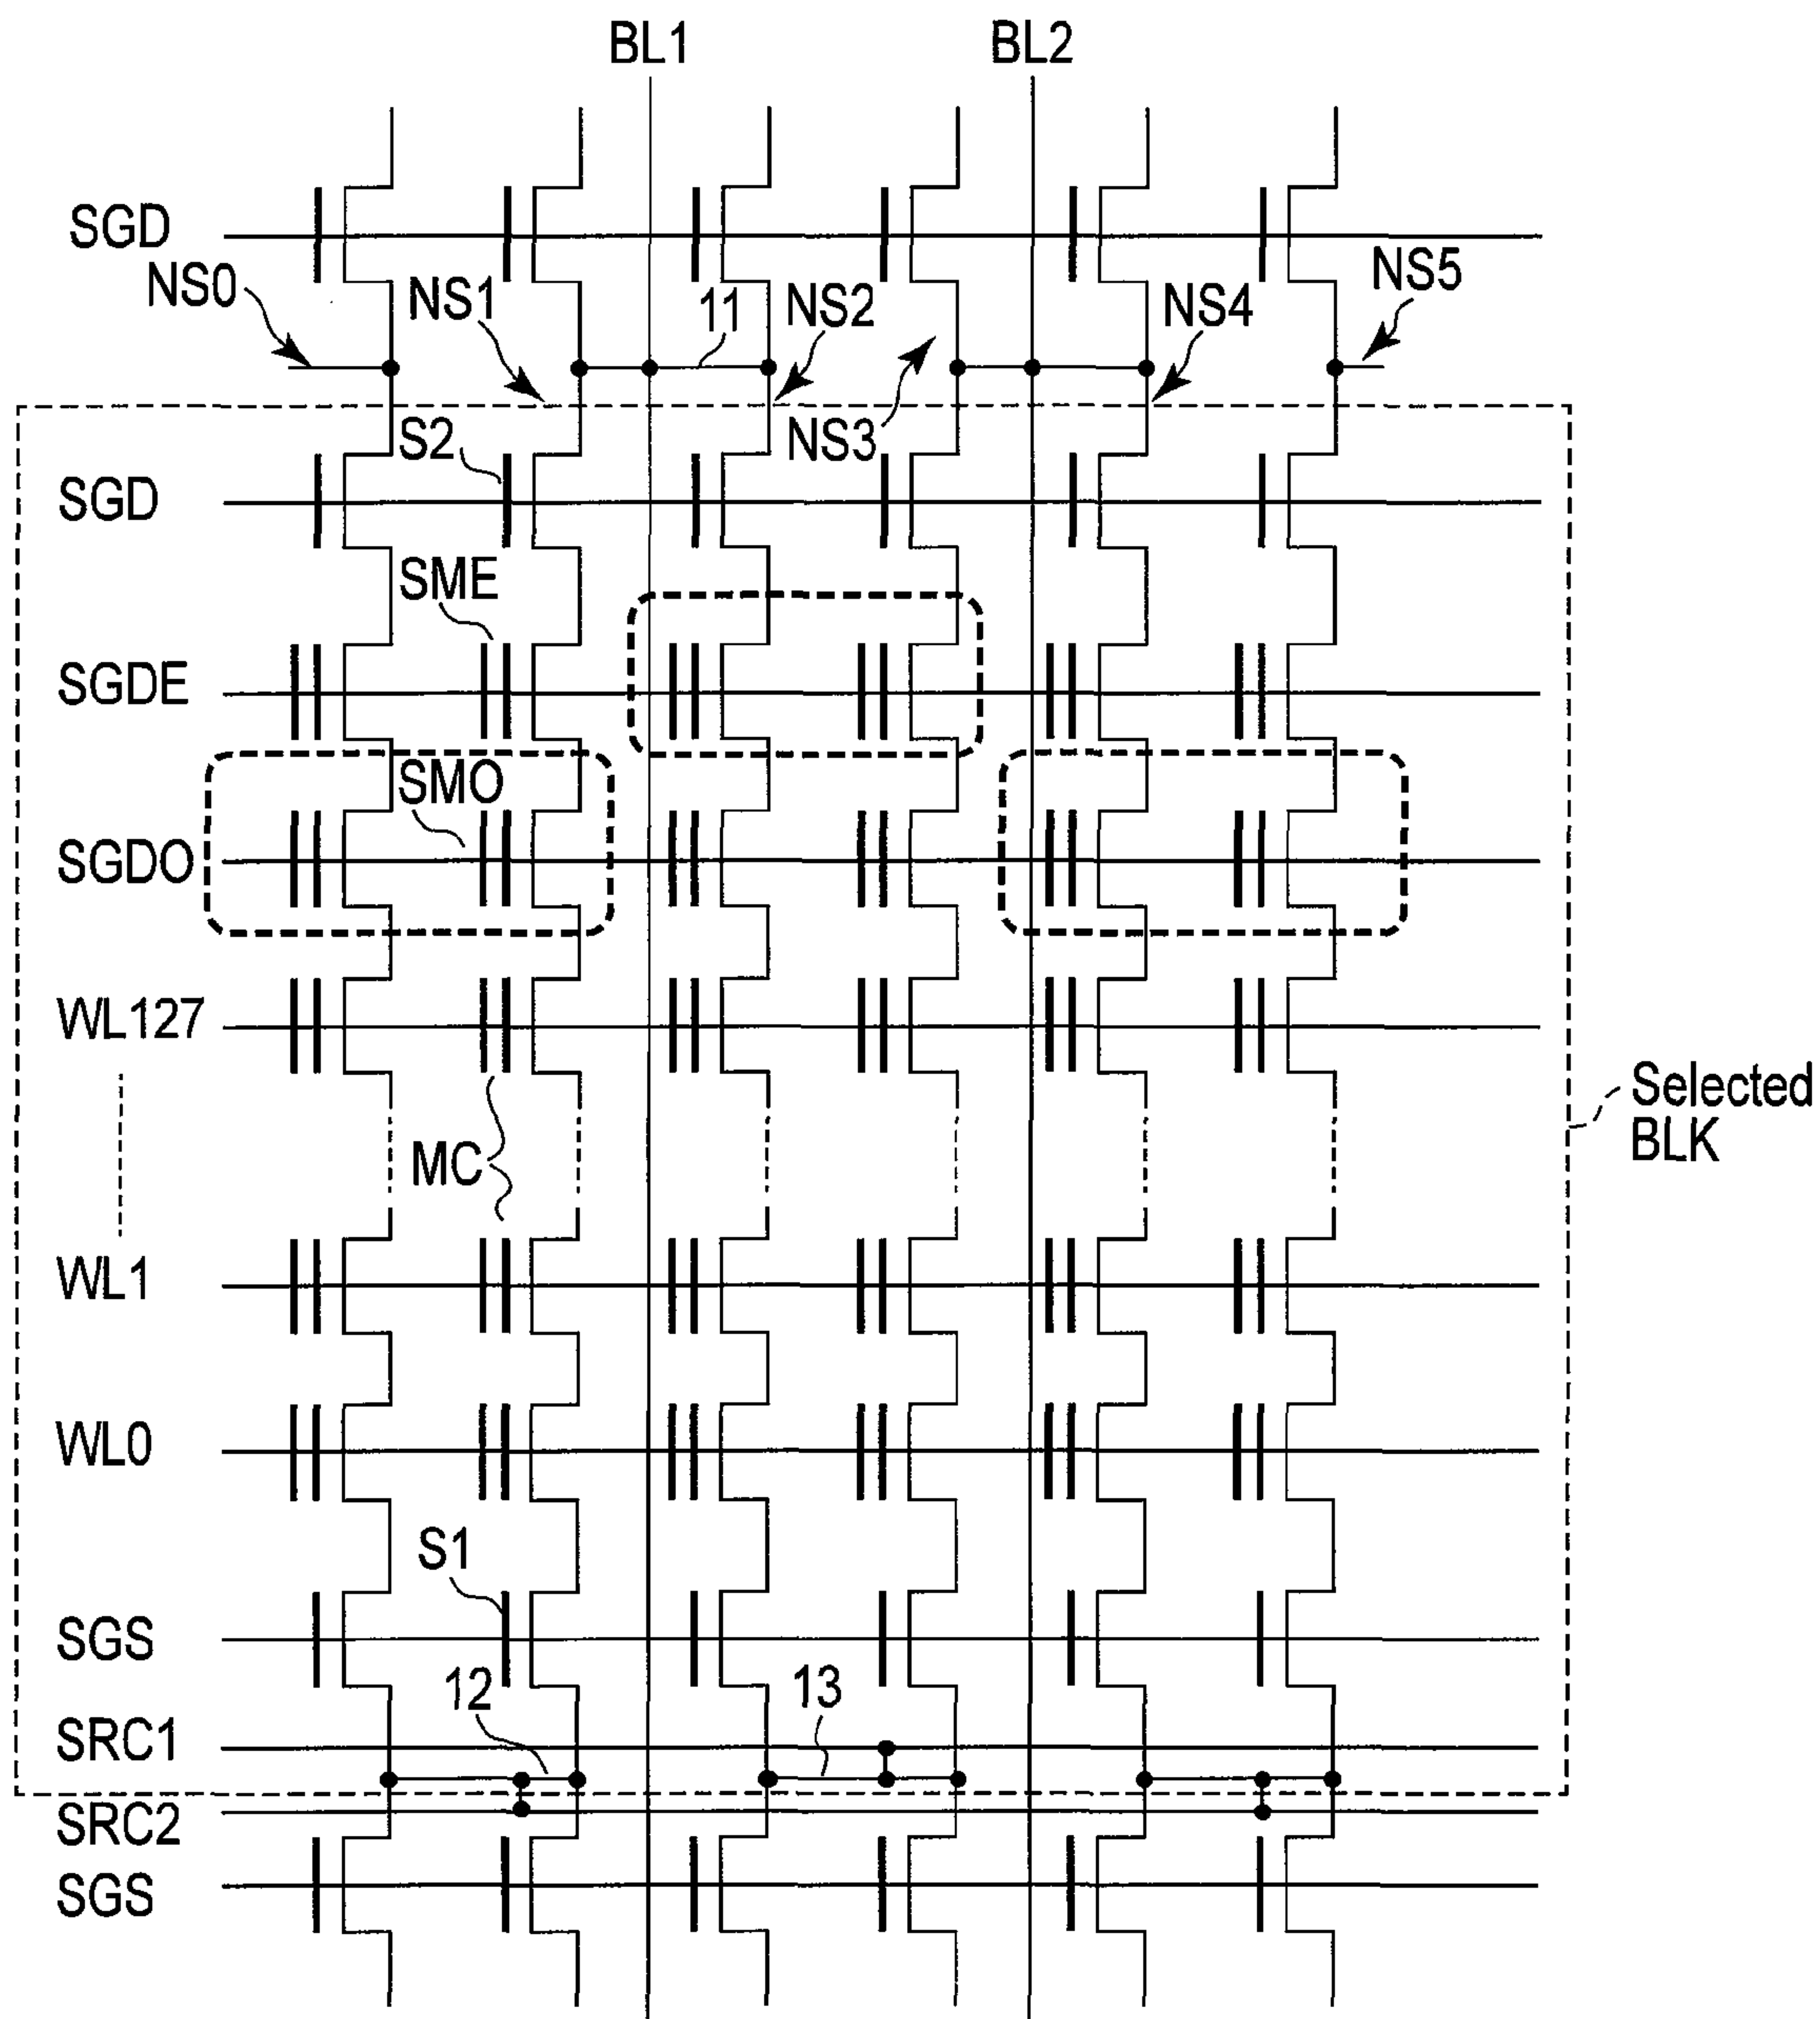 BL1 BL2
SGD
NS0 NS1 11 NS2 NS4 NS5
NS3
S2
SGD
SME
SGDE
SMO
SGDO
WL127
Selected
BLK
MC
WL1
WL0
S1
SGS
12 13
SRC1
SRC2
SGS